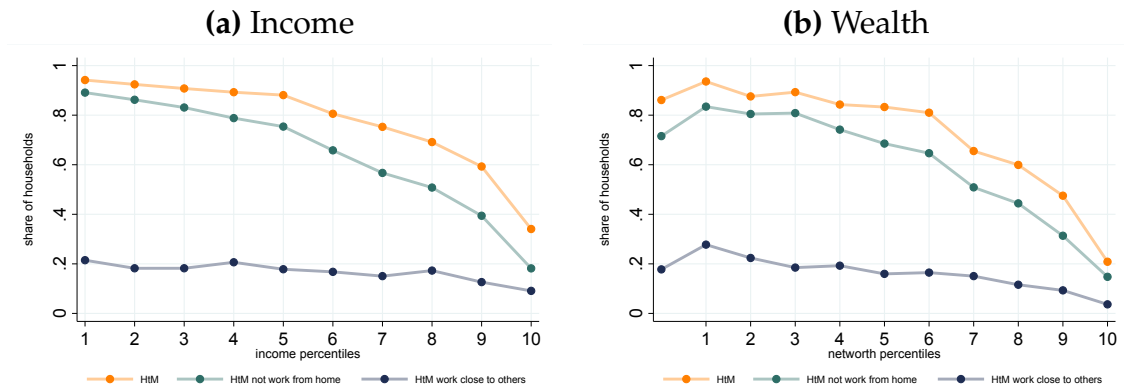 (a) Income
1
.8
.6
.4
.2
0
share of households
1 2 3 4 5 6 7 8 9 10
income percentiles
HtM HtM not work from home HtM work close to others
(b) Wealth
1
.8
.6
.4
.2
0
share of households
1 2 3 4 5 6 7 8 9 10
networth percentiles
HtM HtM not work from home HtM work close to others